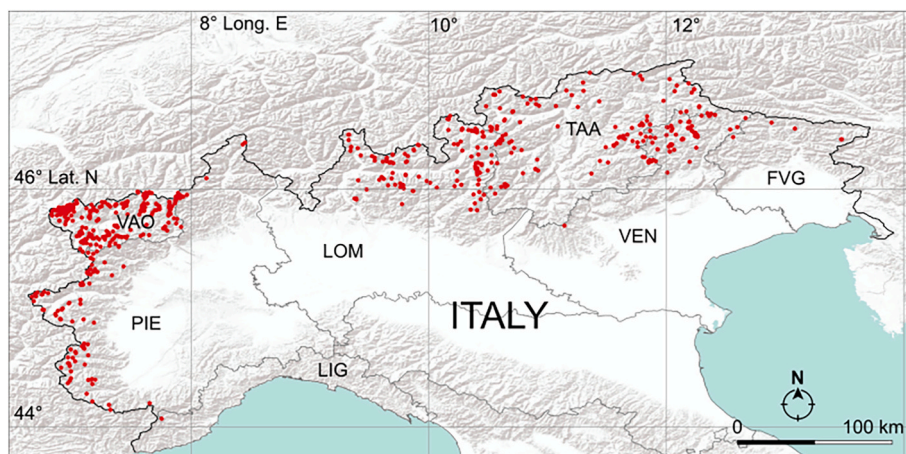 8° Long. E
10°
12°
TAA
46° Lat. N
FVG
VAO
VEN
LOM
ITALY
PIE
LIG
N
44°
0 100 km